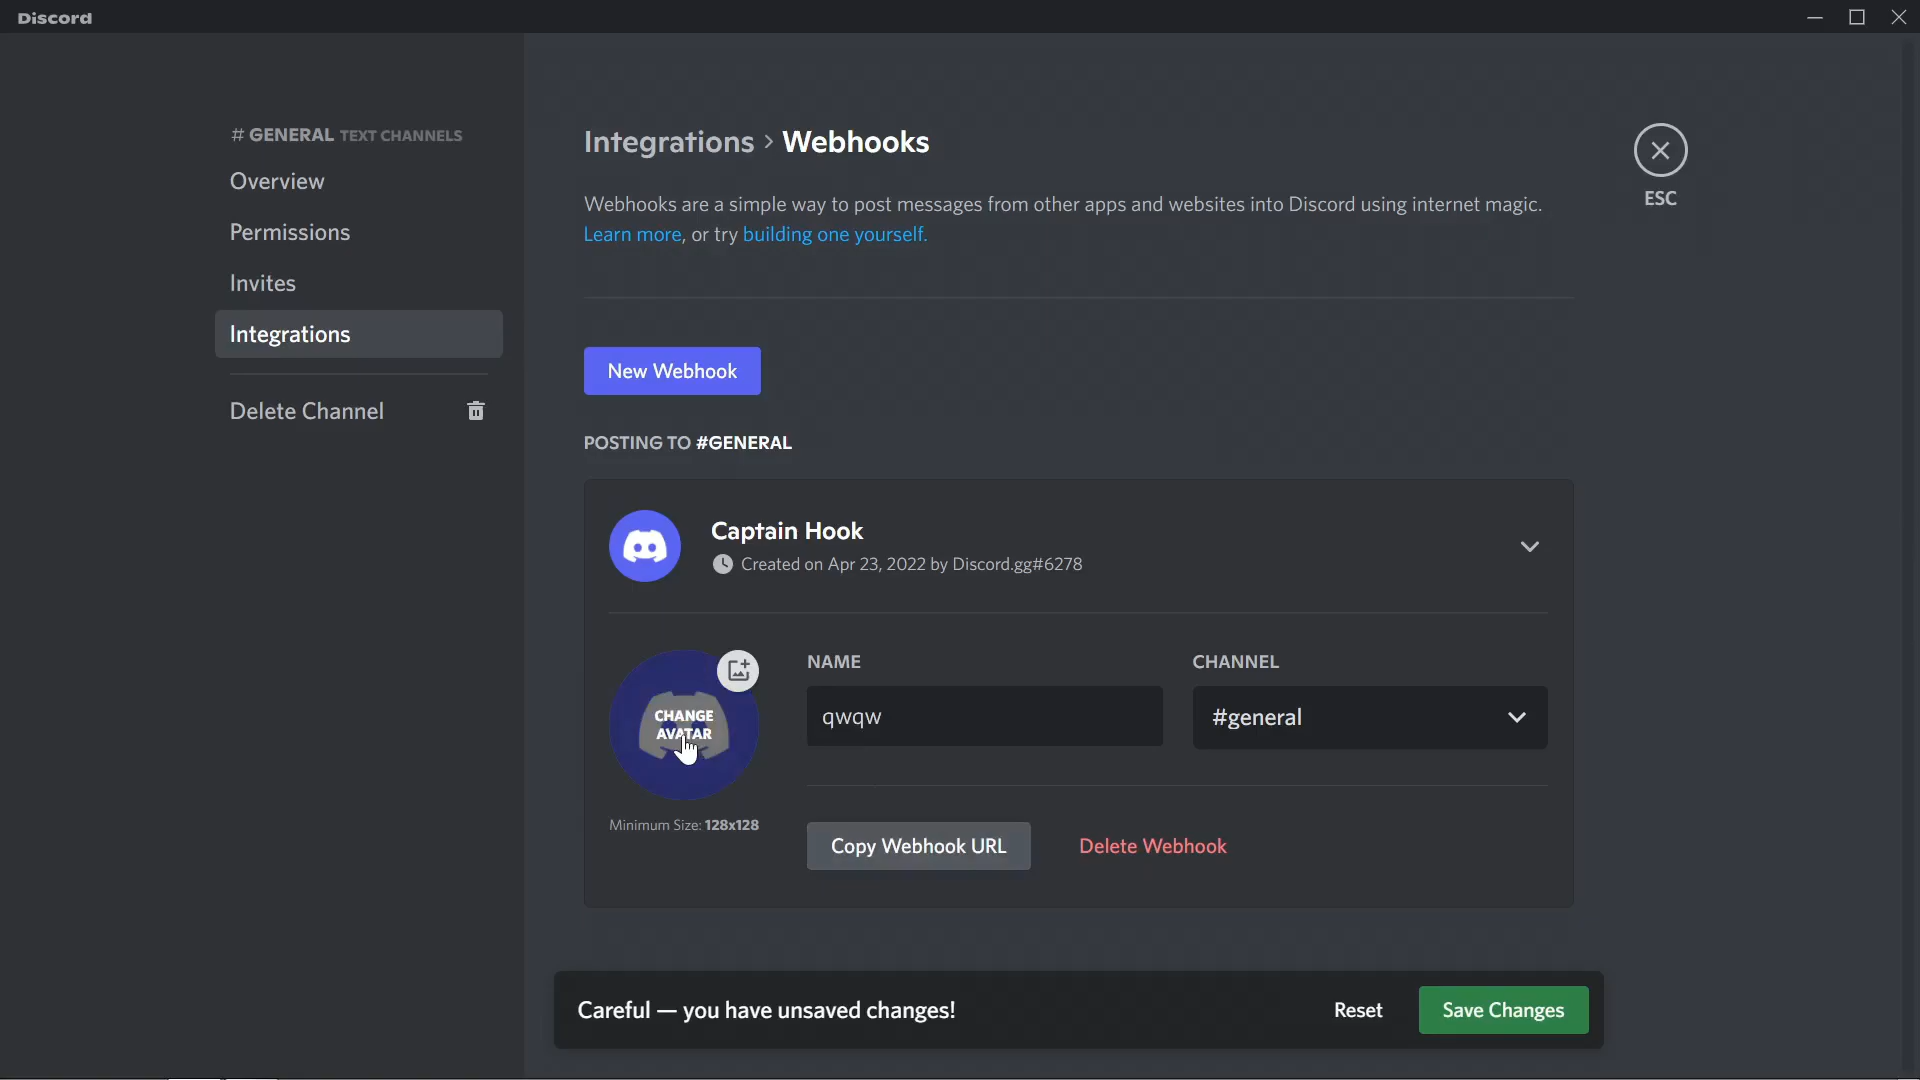 Discord
# GENERAL TEXT CHANNELS
Overview
Permissions
Invites
Integrations
Delete Channel
Integrations > Webhooks
Webhooks are a simple way to post messages from other apps and websites into Discord using internet magic.
Learn more, or try building one yourself.
ESC
New Webhook
POSTING TO #GENERAL
Captain Hook
Created on Apr 23, 2022 by Discord.gg#6278
CHANGE
AVATAR
Minimum Size: 128x128
NAME
qwqw
CHANNEL
#general
Copy Webhook URL
Delete Webhook
Careful — you have unsaved changes!
Reset
Save Changes